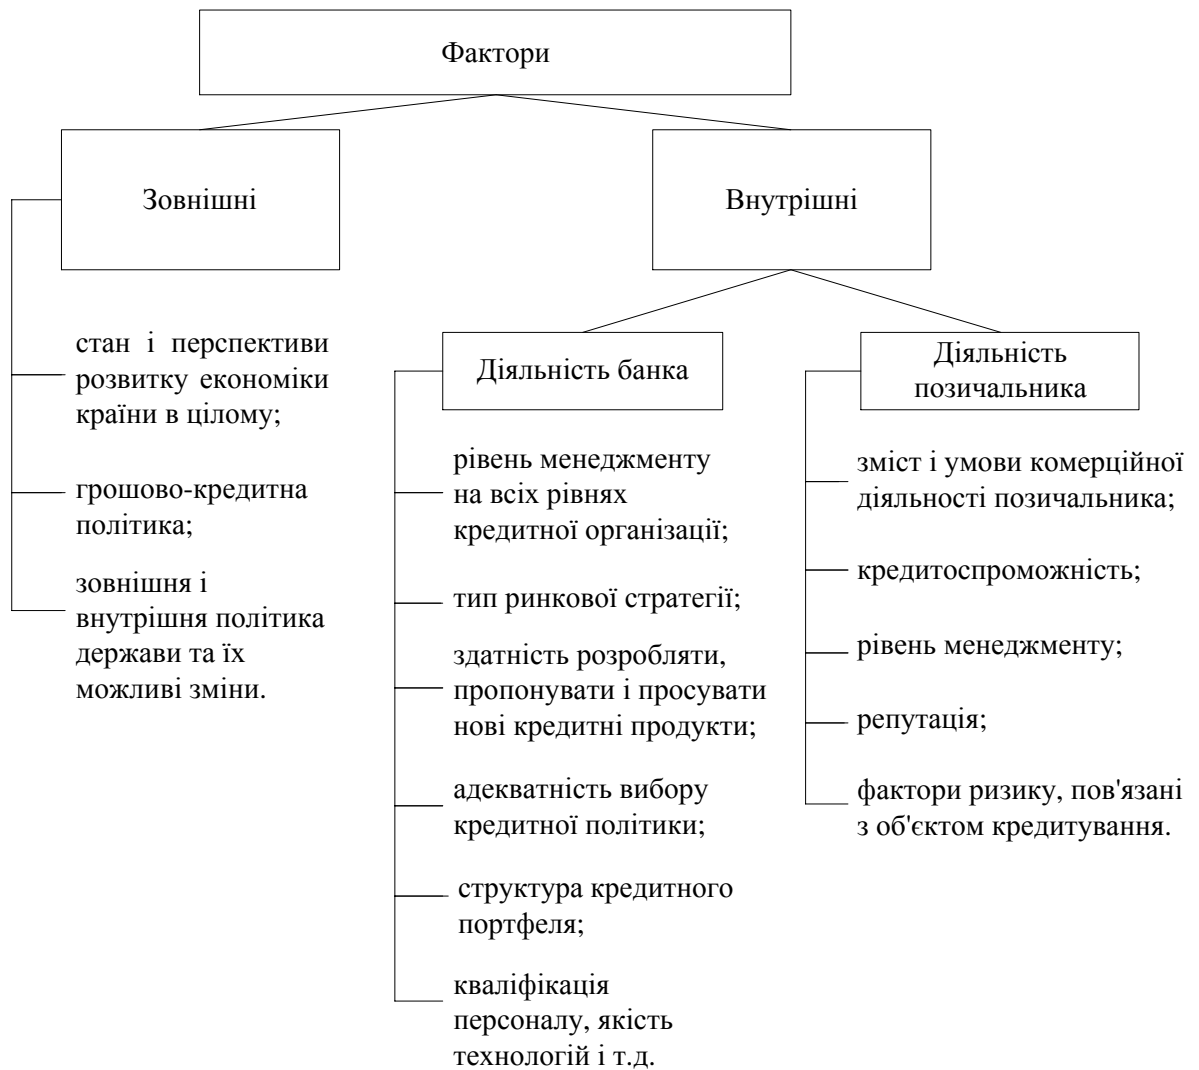 Фактори
Зовнішні
Внутрішні
стан і перспективи
розвитку економіки
країни в цілому;
грошово-кредитна
політика;
зовнішня і
внутрішня політика
держави та їх
можливі зміни.
Діяльність банка
рівень менеджменту
на всіх рівнях
кредитної організації;
тип ринкової стратегії;
здатність розробляти,
пропонувати і просувати
нові кредитні продукти;
адекватність вибору
кредитної політики;
структура кредитного
портфеля;
кваліфікація
персоналу, якість
технологій і т.д.
Діяльність
позичальника
зміст і умови комерційної
діяльності позичальника;
кредитоспроможність;
рівень менеджменту;
репутація;
фактори ризику, пов'язані
з об'єктом кредитування.